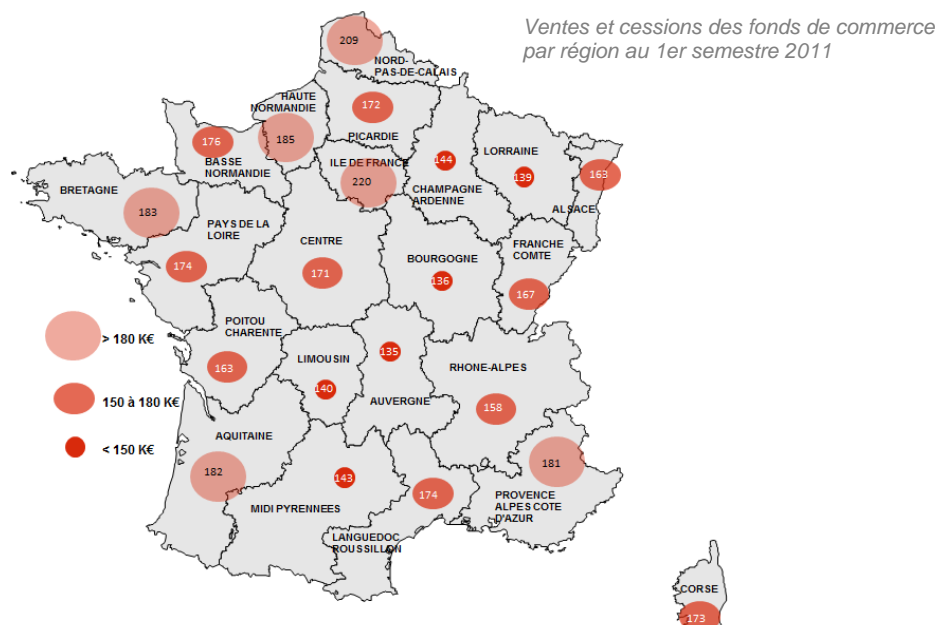 Ventes et cessions des fonds de commerce
par région au 1er semestre 2011
209
NORD-
PAS-DE-CALAIS
HAUTE
NORMANDIE
185
172
PICARDIE
176
BASSE
NORMANDIE
ILE DE FRANCE
220
144
CHAMPAGNE
ARDENNE
LORRAINE
139
163
ALSACE
BRETAGNE
183
PAYS DE LA
LOIRE
174
CENTRE
171
BOURGOGNE
136
FRANCHE
COMTE
167
POITOU
CHARENTE
163
LIMOUSIN
140
135
AUVERGNE
RHONE-ALPES
158
AQUITAINE
182
143
MIDI PYRENNEES
174
LANGUEDOC
ROUSSILLON
181
PROVENCE
ALPES COTE
D'AZUR
CORSE
173
> 180 K€
150 à 180 K€
< 150 K€